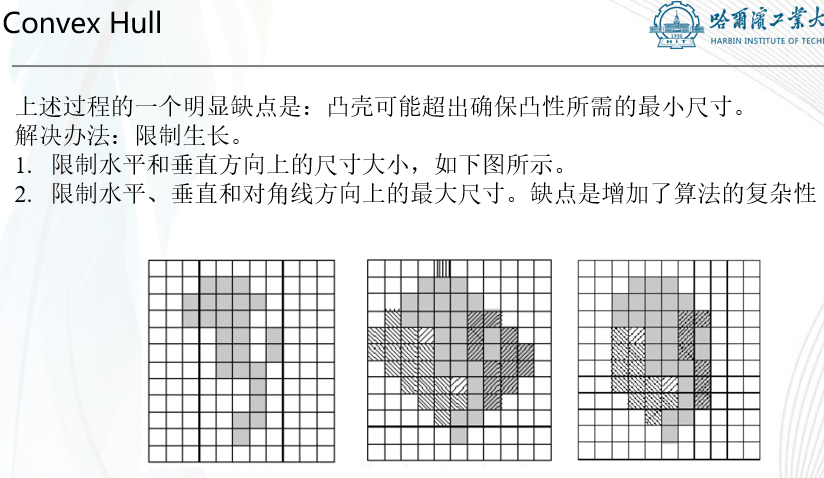 Convex Hull
哈爾濱工業大
HARBIN INSTITUTE OF TECH
1920
HIT
上述过程的一个明显缺点是：凸壳可能超出确保凸性所需的最小尺寸。
解决办法：限制生长。
1. 限制水平和垂直方向上的尺寸大小，如下图所示。
2. 限制水平、垂直和对角线方向上的最大尺寸。缺点是增加了算法的复杂性